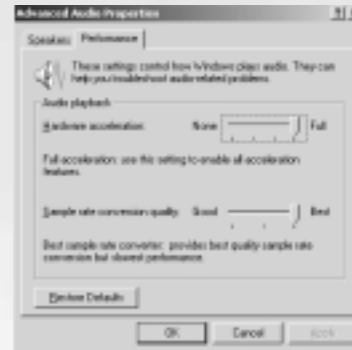 Advanced Audio Properties
Speakers Performance
These settings control how Windows plays audio. They can
help you troubleshoot audio-related problems.
Audio playback
Hardware acceleration: None Full
Full acceleration: use this setting to enable all acceleration
features.
Sample rate conversion quality: Good Best
Best sample rate converter: provides best quality sample rate
conversion but slowest performance.
Restore Defaults
OK Cancel Apply